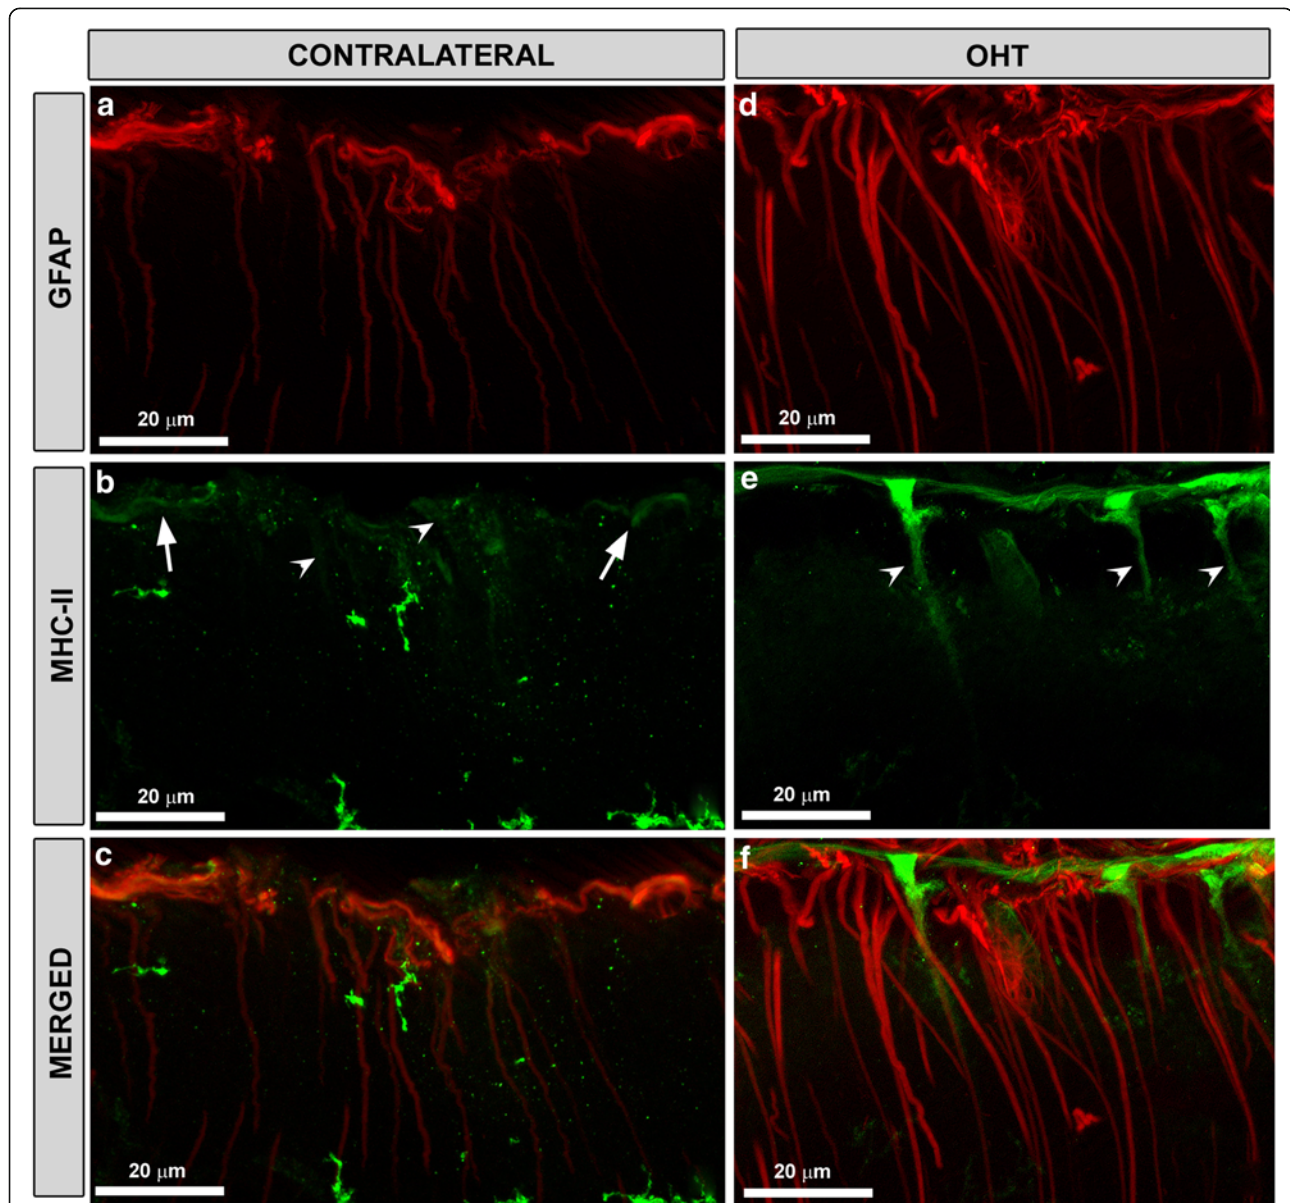 CONTRALATERAL
OHT
GFAP
a
20 μm
d
20 μm
MHC-II
b
20 μm
e
20 μm
MERGED
c
20 μm
f
20 μm